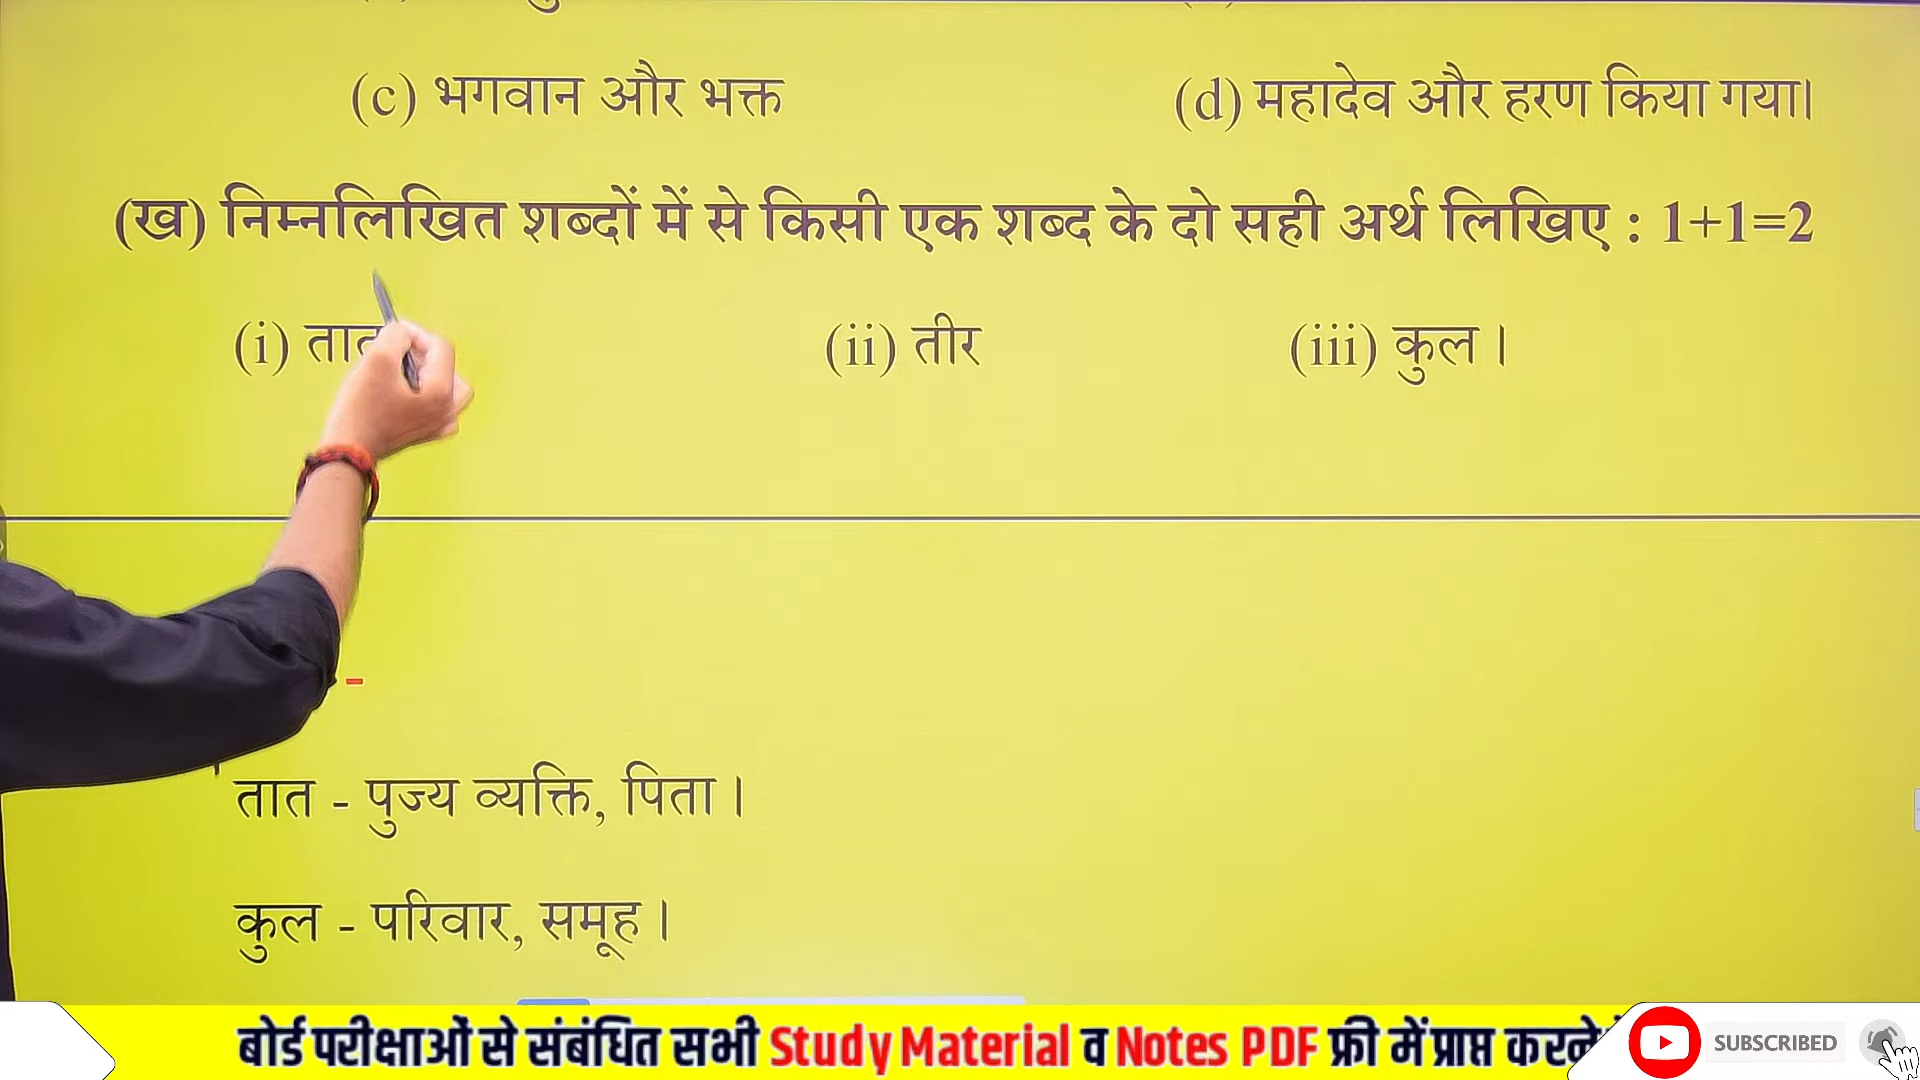 (c) भगवान और भक्त (d) महादेव और हरण किया गया।
(ख) निम्नलिखित शब्दों में से किसी एक शब्द के दो सही अर्थ लिखिए : 1+1=2
(i) तात (ii) तीर (iii) कुल ।
-
तात - पुज्य व्यक्ति, पिता ।
कुल - परिवार, समूह ।
बोर्ड परीक्षाओं से संबंधित सभी Study Material व Notes PDF फ्री में प्राप्त करने
SUBSCRIBED